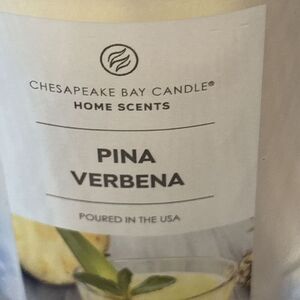 CHESAPEAKE BAY CANDLE®
HOME SCENTS
PINA
VERBENA
POURED IN THE USA